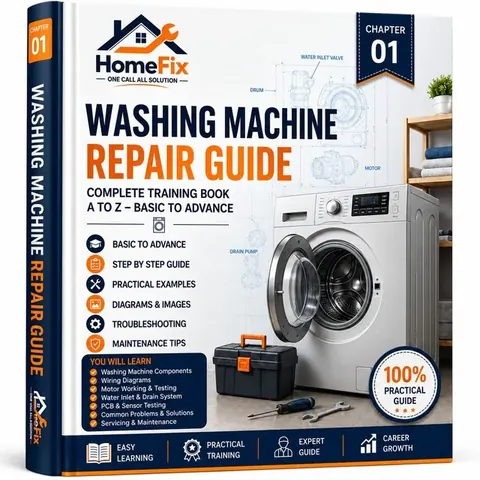 CHAPTER
01
WASHING MACHINE REPAIR GUIDE
HomeFix
HomeFix
ONE CALL ALL SOLUTION
CHAPTER
01
WATER INLET VALVE
DRUM
MOTOR
DRAIN PUMP
WASHING MACHINE
REPAIR GUIDE
COMPLETE TRAINING BOOK
A TO Z – BASIC TO ADVANCE
BASIC TO ADVANCE
STEP BY STEP GUIDE
PRACTICAL EXAMPLES
DIAGRAMS & IMAGES
TROUBLESHOOTING
MAINTENANCE TIPS
YOU WILL LEARN
Washing Machine Components
Wiring Diagrams
Motor Working & Testing
Water Inlet & Drain System
PCB & Sensor Testing
Common Problems & Solutions
Servicing & Maintenance
100%
PRACTICAL
GUIDE
EASY
LEARNING
PRACTICAL
TRAINING
EXPERT
GUIDE
CAREER
GROWTH